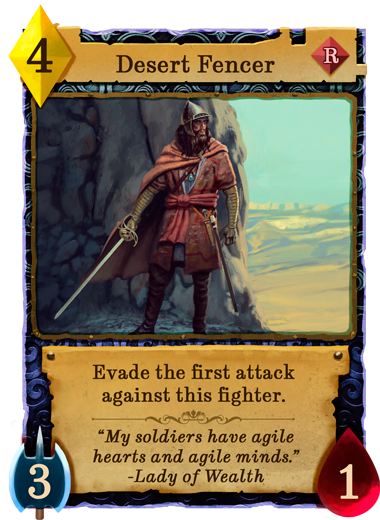 4
Desert Fencer
R
Evade the first attack
against this fighter.
“My soldiers have agile
hearts and agile minds.”
-Lady of Wealth
3
1